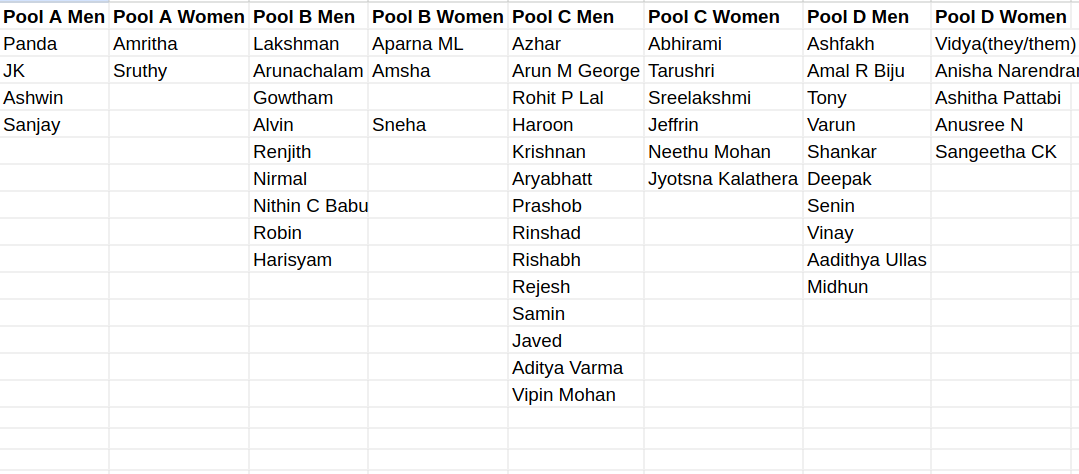 Pool A Men Pool A Women Pool B Men Pool B Women Pool C Men Pool C Women Pool D Men Pool D Women
Panda Amritha Lakshman Aparna ML Azhar Abhirami Ashfakh Vidya(they/them)
JK Sruthy Arunachalam Amsha Arun M George Tarushri Amal R Biju Anisha Narendran
Ashwin Gowtham Rohit P Lal Sreelakshmi Tony Ashitha Pattabi
Sanjay Alvin Sneha Haroon Jeffrin Varun Anusree N
Renjith Krishnan Neethu Mohan Shankar Sangeetha CK
Nirmal Aryabhatt Jyotsna Kalathera Deepak
Nithin C Babu Prashob Senin
Robin Rinshad Vinay
Harisyam Rishabh Aadithya Ullas
Rejesh Midhun
Samin
Javed
Aditya Varma
Vipin Mohan